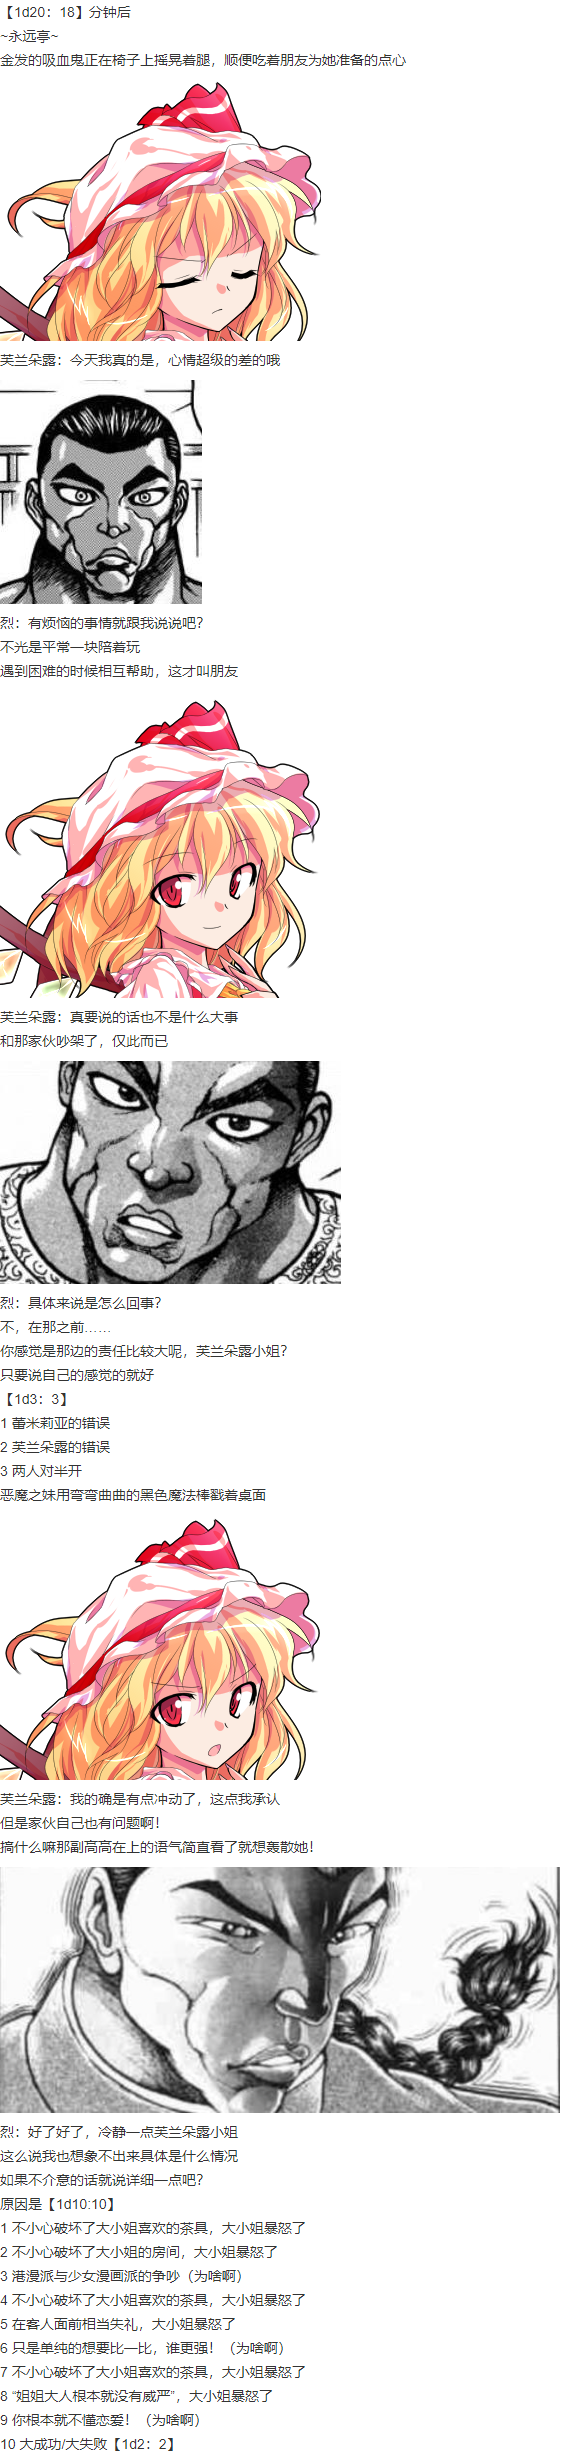 【1d20：18】分钟后
~永远亭~
金发的吸血鬼正在椅子上摇晃着腿，顺便吃着朋友为她准备的点心
芙兰朵露：今天我真的是，心情超级的差的哦
烈：有烦恼的事情就跟我说说吧？
不光是平常一块陪着玩
遇到困难的时候相互帮助，这才叫朋友
芙兰朵露：真要说的话也不是什么大事
和那家伙吵架了，仅此而已
烈：具体来说是怎么回事？
不，在那之前……
你感觉是那边的责任比较大呢，芙兰朵露小姐？
只要说自己的感觉的就好
【1d3：3】
1 蕾米莉亚的错误
2 芙兰朵露的错误
3 两人对半开
恶魔之妹用弯弯曲曲的黑色魔法棒戳着桌面
芙兰朵露：我的确是有点冲动了，这点我承认
但是家伙自己也有问题啊！
搞什么嘛那副高高在上的语气简直看了就想轰散她！
烈：好了好了，冷静一点芙兰朵露小姐
这么说我也想象不出来具体是什么情况
如果不介意的话就说详细一点吧？
原因是【1d10:10】
1 不小心破坏了大小姐喜欢的茶具，大小姐暴怒了
2 不小心破坏了大小姐的房间，大小姐暴怒了
3 港漫派与少女漫画派的争吵（为啥啊）
4 不小心破坏了大小姐喜欢的茶具，大小姐暴怒了
5 在客人面前相当失礼，大小姐暴怒了
6 只是单纯的想要比一比，谁更强！（为啥啊）
7 不小心破坏了大小姐喜欢的茶具，大小姐暴怒了
8 “姐姐大人根本就没有威严”，大小姐暴怒了
9 你根本就不懂恋爱！（为啥啊）
10 大成功/大失败【1d2：2】